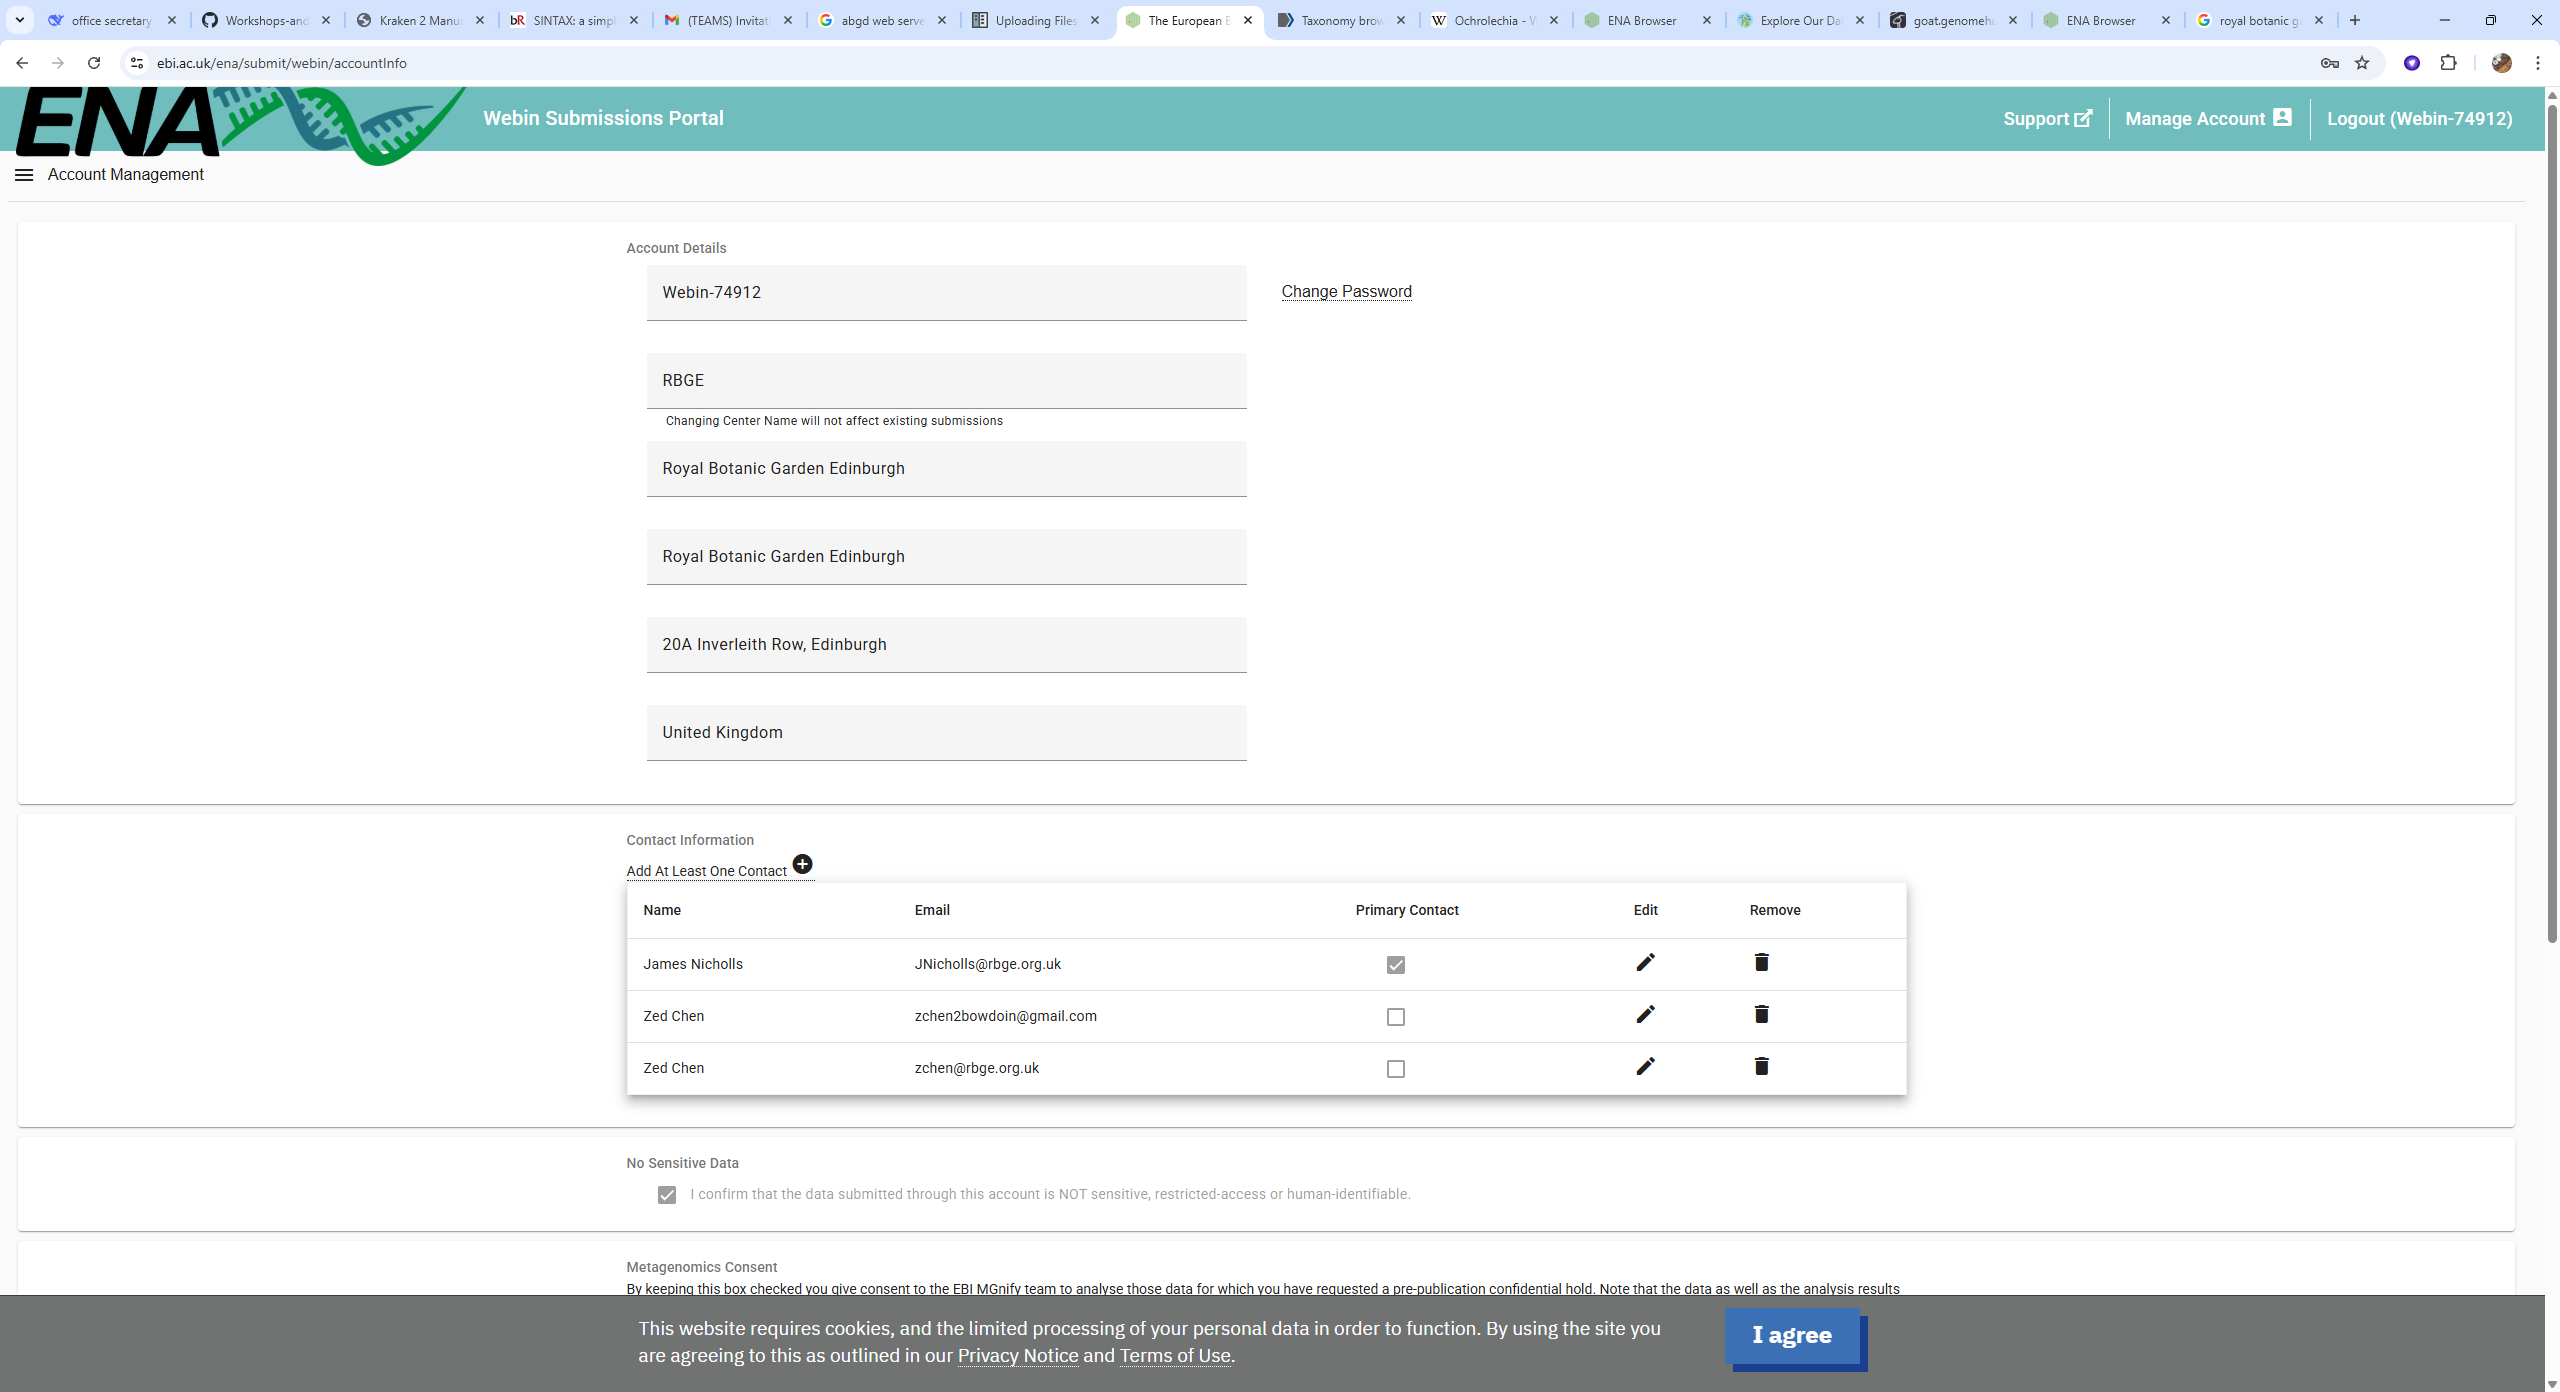 office secretary
Workshops-and
Kraken 2 Manu
SINTAX: a simpl
(TEAMS) Invitat
abgd web serve
Uploading Files
The European E
Taxonomy brow
Ochrolechia - W
ENA Browser
Explore Our Da
goat.genomehu
ENA Browser
royal botanic g
ebi.ac.uk/ena/submit/webin/accountInfo
ENA
Webin Submissions Portal
Support
Manage Account
Logout (Webin-74912)
Account Management
Account Details
Webin-74912
Change Password
RBGE
Changing Center Name will not affect existing submissions
Royal Botanic Garden Edinburgh
Royal Botanic Garden Edinburgh
20A Inverleith Row, Edinburgh
United Kingdom
Contact Information
Add At Least One Contact
Name Email Primary Contact Edit Remove
James Nicholls JNicholls@rbge.org.uk
Zed Chen zchen2bowdoin@gmail.com
Zed Chen zchen@rbge.org.uk
No Sensitive Data
I confirm that the data submitted through this account is NOT sensitive, restricted-access or human-identifiable.
Metagenomics Consent
By keeping this box checked you give consent to the EBI MGnify team to analyse those data for which you have requested a pre-publication confidential hold. Note that the data as well as the analysis results
This website requires cookies, and the limited processing of your personal data in order to function. By using the site you
are agreeing to this as outlined in our Privacy Notice and Terms of Use.
I agree